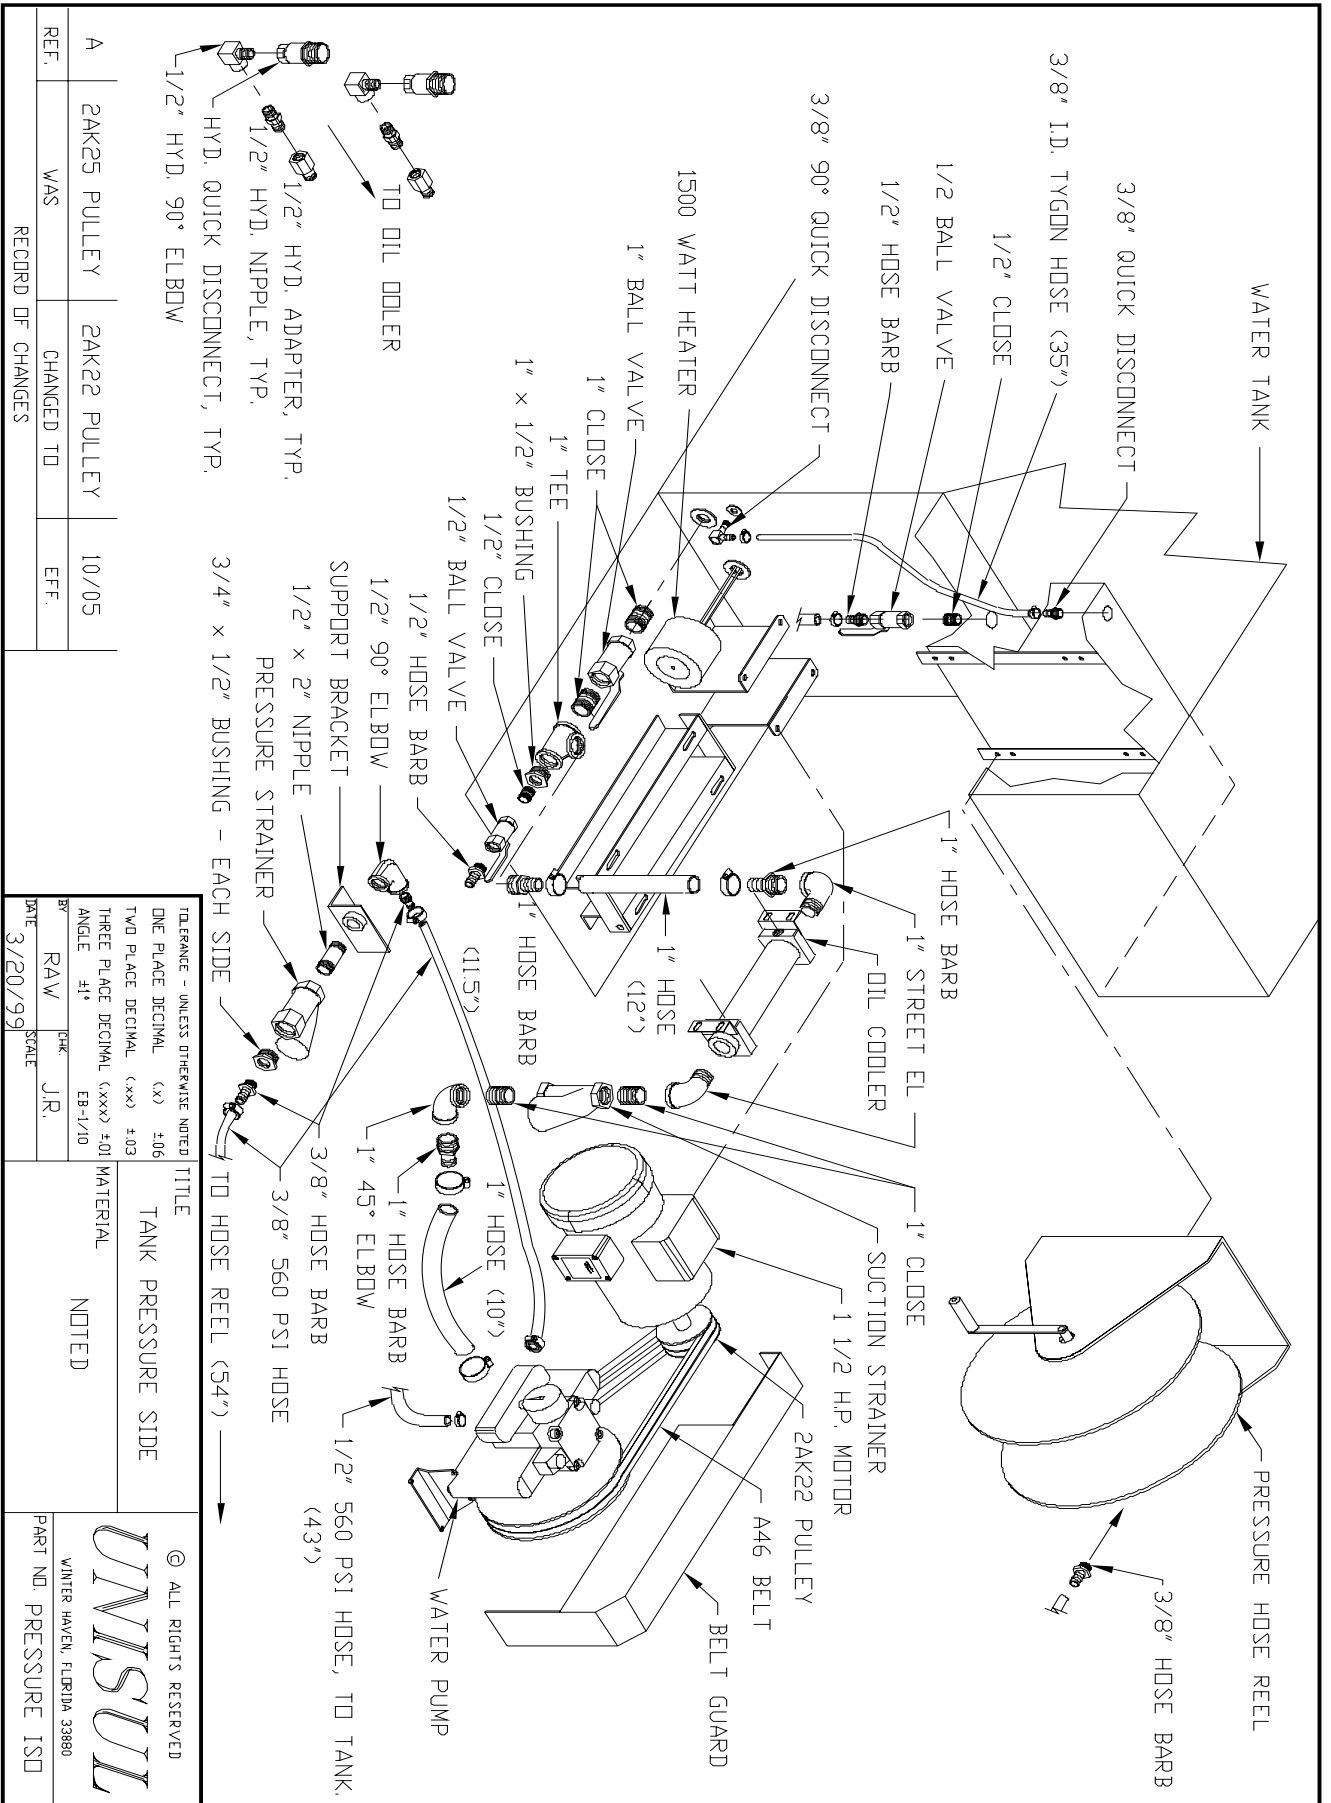 WATER TANK
3/8" QUICK DISCONNECT
3/8" I.D. TYGON HOSE (35")
1/2" CLOSE
1/2 BALL VALVE
1/2" HOSE BARB
3/8" 90° QUICK DISCONNECT
1500 WATT HEATER
1" BALL VALVE
1" CLOSE
1" TEE
1" x 1/2" BUSHING
1/2" CLOSE
1/2" BALL VALVE
1/2" HOSE BARB
1/2" 90° ELBOW
SUPPORT BRACKET
1/2" x 2" NIPPLE
PRESSURE STRAINER
3/4" x 1/2" BUSHING - EACH SIDE
TO OIL OOLER
1/2" HYD. ADAPTER, TYP.
1/2" HYD. NIPPLE, TYP.
HYD. QUICK DISCONNECT, TYP.
1/2" HYD. 90° ELBOW
1" HOSE BARB
1" STREET EL
OIL COOLER
1" HOSE
(12")
1" HOSE BARB
(11.5")
1" CLOSE
SUCTION STRAINER
1 1/2 H.P. MOTOR
2AK22 PULLEY
A46 BELT
BELT GUARD
PRESSURE HOSE REEL
3/8" HOSE BARB
1" HOSE (10")
1" HOSE BARB
1" 45° ELBOW
3/8" HOSE BARB
3/8" 560 PSI HOSE
TO HOSE REEL (54")
WATER PUMP
1/2" 560 PSI HOSE, TO TANK.
(43")
A
2AK25 PULLEY
2AK22 PULLEY
10/05
REF.
WAS
CHANGED TO
EFF.
RECORD OF CHANGES
TOLERANCE - UNLESS OTHERWISE NOTED
ONE PLACE DECIMAL (.x) ±.06
TWO PLACE DECIMAL (.xx) ±.03
THREE PLACE DECIMAL (.xxx) ±.01
ANGLE ±1° EB-1/10
BY RAW
CHK. J.R.
DATE 3/20/99
SCALE
TITLE
TANK PRESSURE SIDE
MATERIAL
NOTED
© ALL RIGHTS RESERVED
UNISUL
WINTER HAVEN, FLORIDA 33880
PART NO. PRESSURE ISO